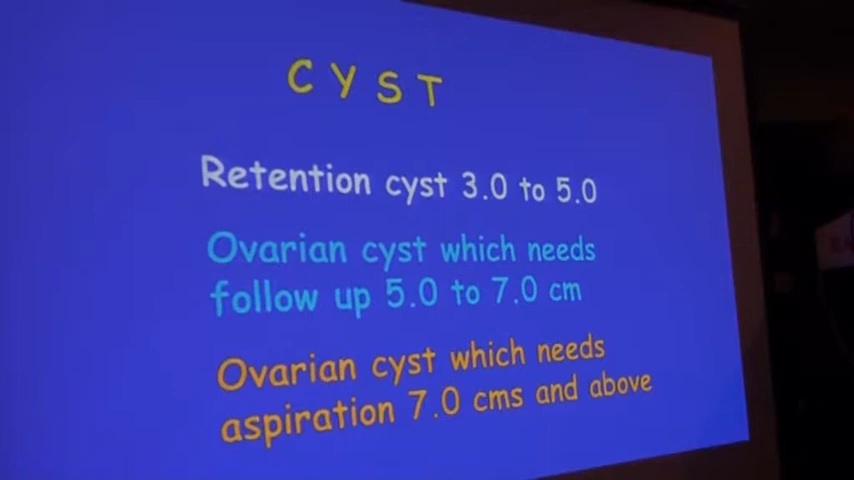 CYST
Retention cyst 3.0 to 5.0
Ovarian cyst which needs
follow up 5.0 to 7.0 cm
Ovarian cyst which needs
aspiration 7.0 cms and above